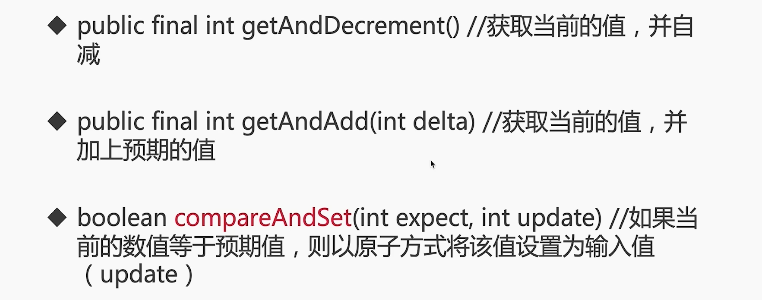 ◆ public final int getAndDecrement() //获取当前的值，并自
减
◆ public final int getAndAdd(int delta) //获取当前的值，并
加上预期的值
◆ boolean compareAndSet(int expect, int update) //如果当
前的数值等于预期值，则以原子方式将该值设置为输入值
（update）